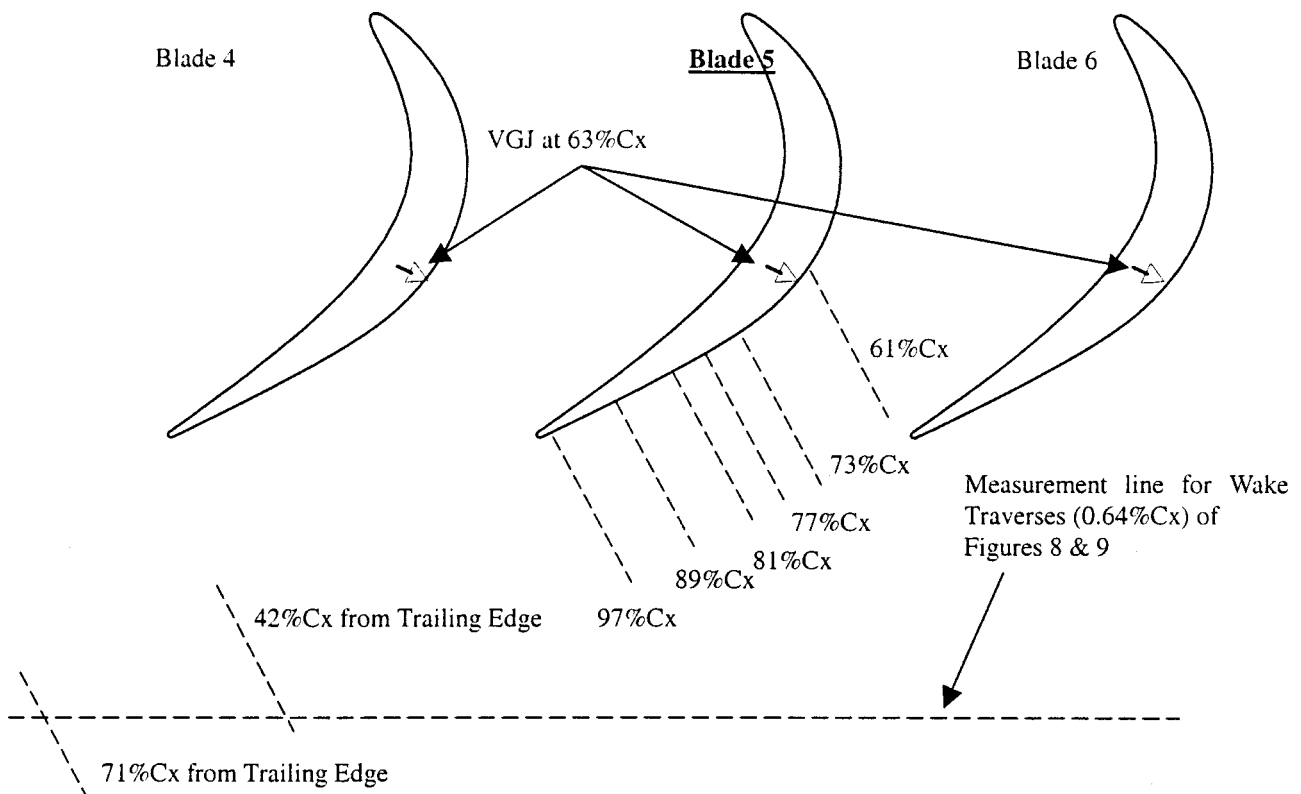 Blade 4
Blade 5
Blade 6
VGJ at 63%Cx
61%Cx
73%Cx
77%Cx
81%Cx
89%Cx
97%Cx
Measurement line for Wake
Traverses (0.64%Cx) of
Figures 8 & 9
42%Cx from Trailing Edge
71%Cx from Trailing Edge